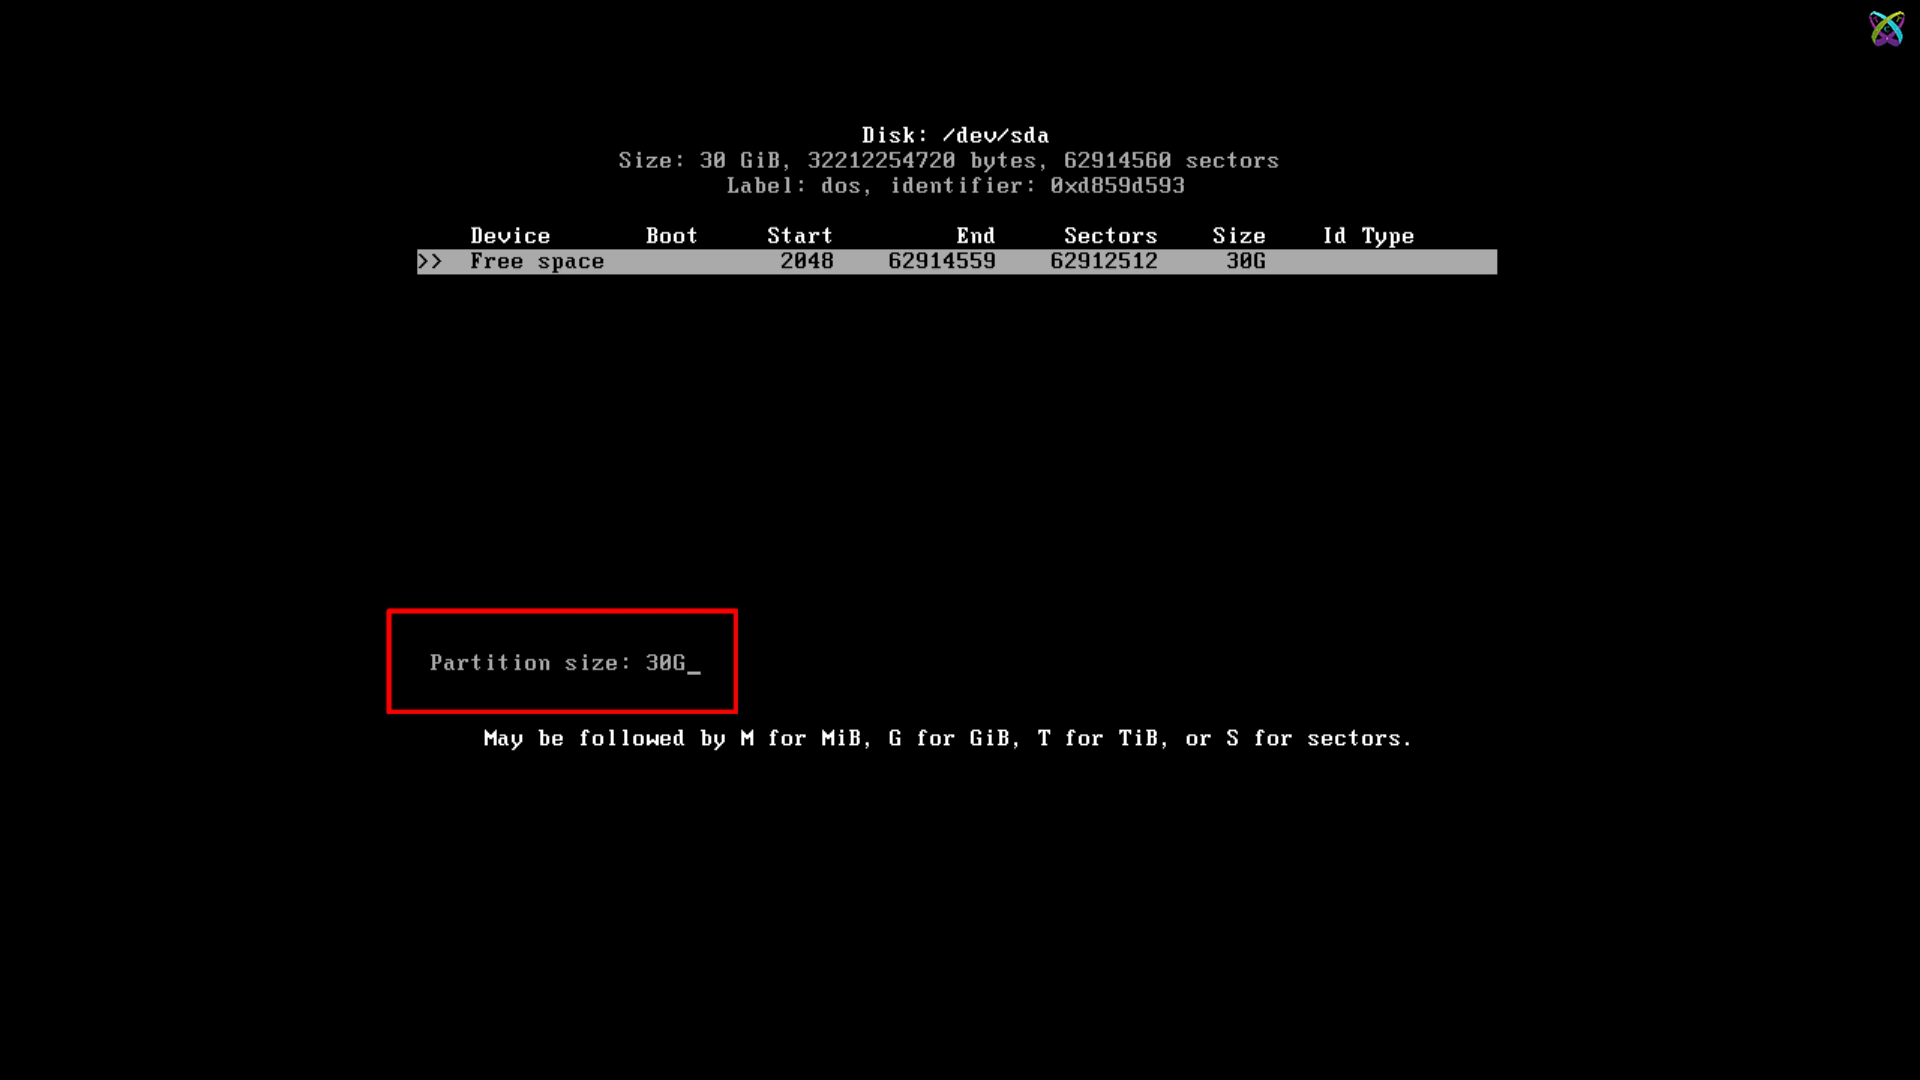 Disk: /dev/sda
Size: 30 GiB, 32212254720 bytes, 62914560 sectors
Label: dos, identifier: 0xd859d593
Device Boot Start End Sectors Size Id Type
>> Free space 2048 62914559 62912512 30G
Partition size: 30G_
May be followed by M for MiB, G for GiB, T for TiB, or S for sectors.